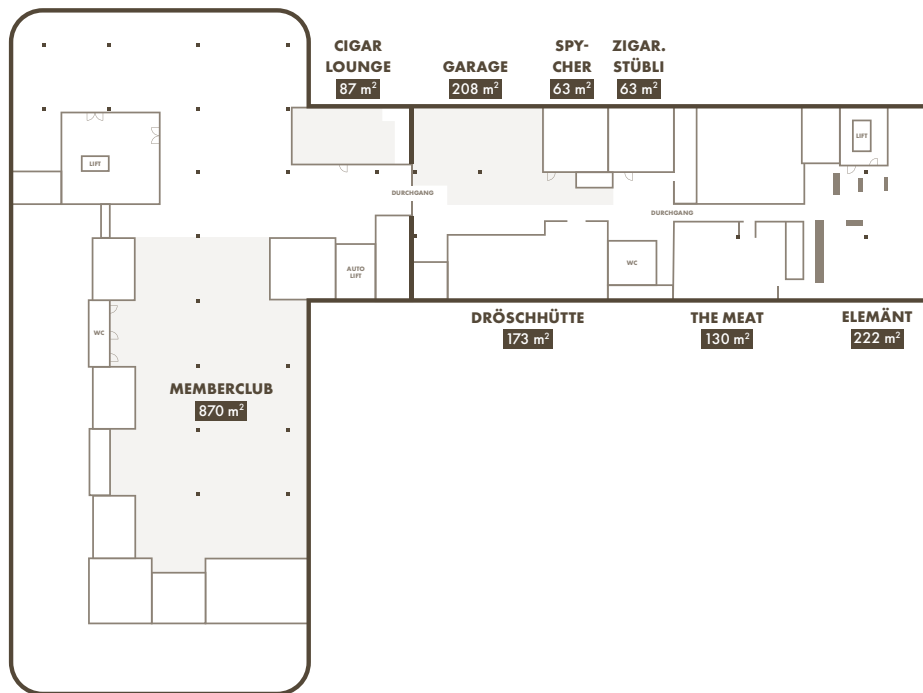 CIGAR
LOUNGE
87 m²
GARAGE
208 m²
SPY-
CHER
63 m²
ZIGAR.
STÜBLI
63 m²
LIFT
LIFT
DURCHGANG
DURCHGANG
AUTO
LIFT
WC
WC
DRÖSCHHÜTTE
173 m²
THE MEAT
130 m²
ELEMÄNT
222 m²
MEMBERCLUB
870 m²